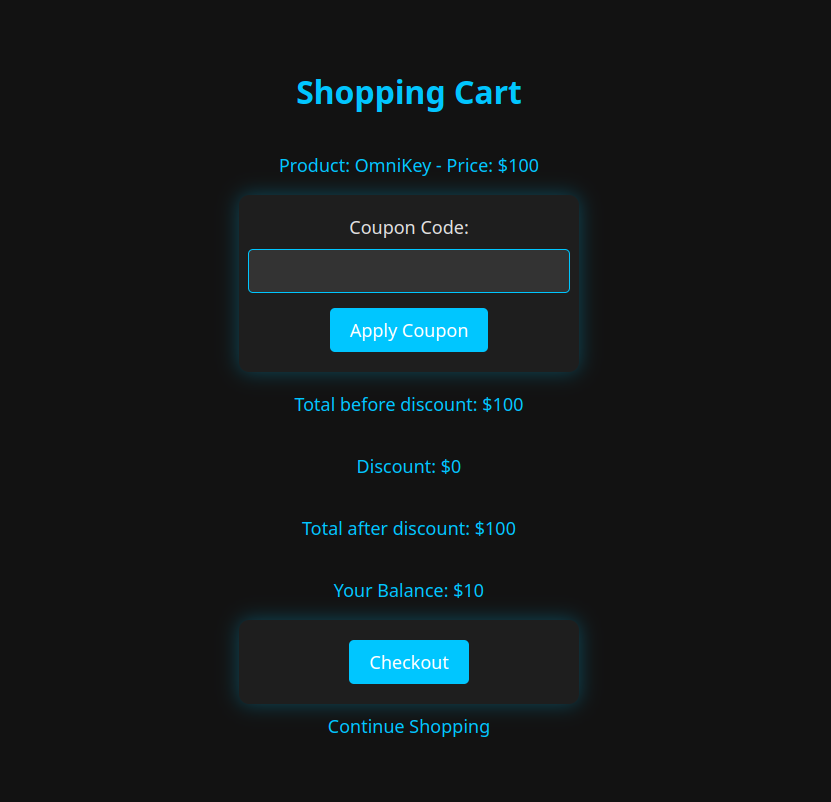 Shopping Cart
Product: OmniKey - Price: $100
Coupon Code:
Apply Coupon
Total before discount: $100
Discount: $0
Total after discount: $100
Your Balance: $10
Checkout
Continue Shopping